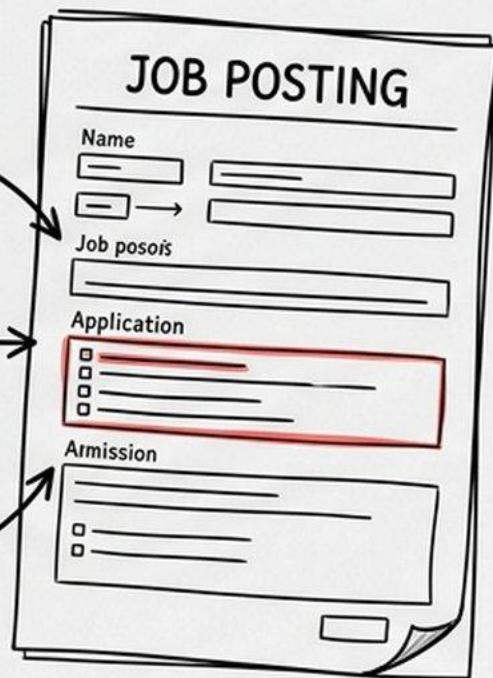 JOB POSTING
Name
Job posois
Application
Armission